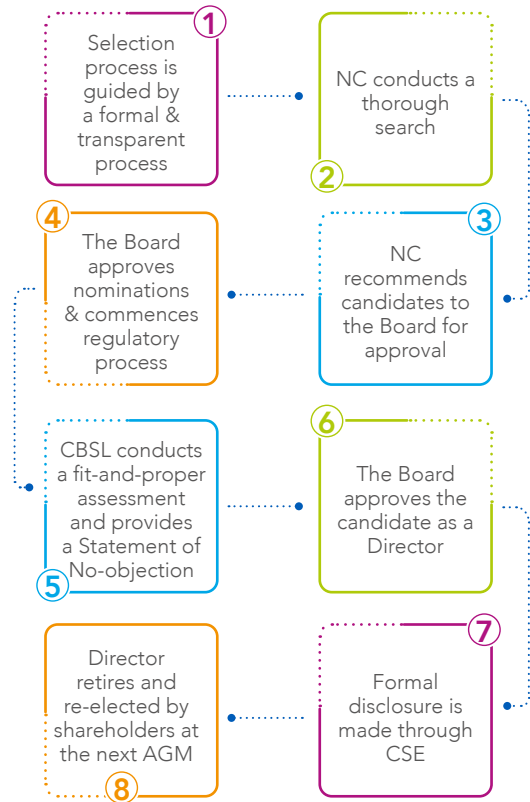 1
Selection
process is
guided by
a formal &
transparent
process
NC conducts a
thorough
search
2
3
NC
recommends
candidates to
the Board for
approval
4
The Board
approves
nominations
& commences
regulatory
process
CBSL conducts
a fit-and-proper
assessment
and provides
a Statement of
No-objection
5
6
The Board
approves the
candidate as a
Director
7
Formal
disclosure is
made through
CSE
Director
retires and
re-elected by
shareholders at
the next AGM
8